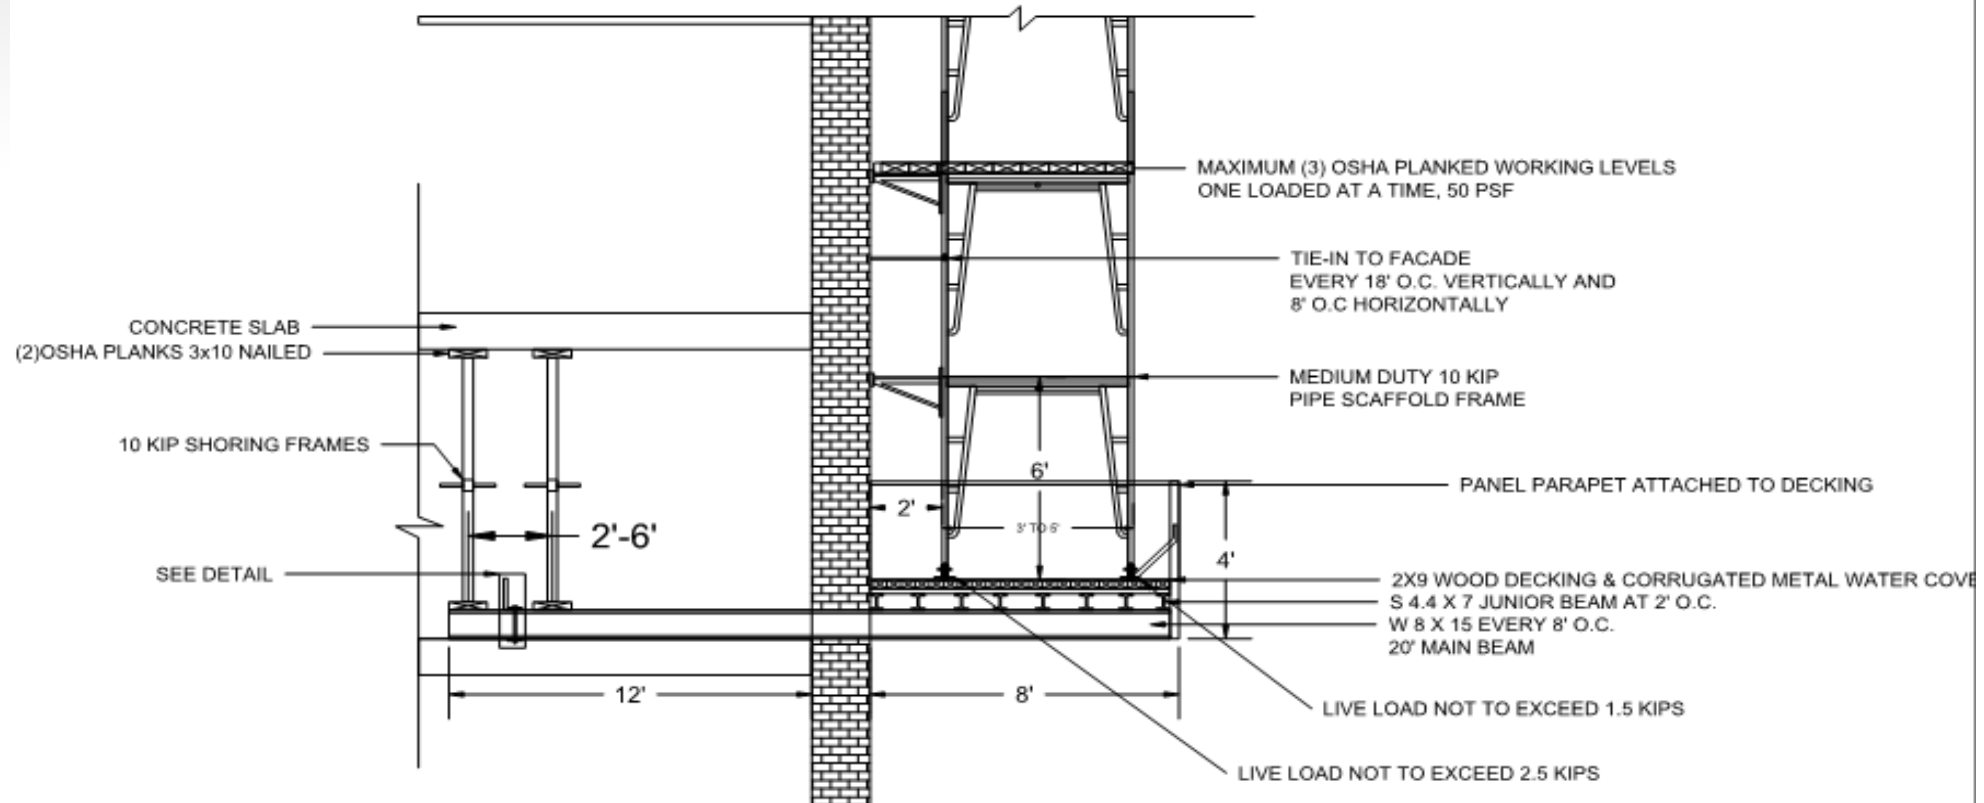 MAXIMUM (3) OSHA PLANKED WORKING LEVELS
ONE LOADED AT A TIME, 50 PSF
TIE-IN TO FACADE
EVERY 18' O.C. VERTICALLY AND
8' O.C HORIZONTALLY
CONCRETE SLAB
(2)OSHA PLANKS 3x10 NAILED
MEDIUM DUTY 10 KIP
PIPE SCAFFOLD FRAME
10 KIP SHORING FRAMES
6'
PANEL PARAPET ATTACHED TO DECKING
2'
3' TO 5'
2'-6'
4'
SEE DETAIL
2X9 WOOD DECKING & CORRUGATED METAL WATER COVE
S 4.4 X 7 JUNIOR BEAM AT 2' O.C.
W 8 X 15 EVERY 8' O.C.
20' MAIN BEAM
12'
8'
LIVE LOAD NOT TO EXCEED 1.5 KIPS
LIVE LOAD NOT TO EXCEED 2.5 KIPS